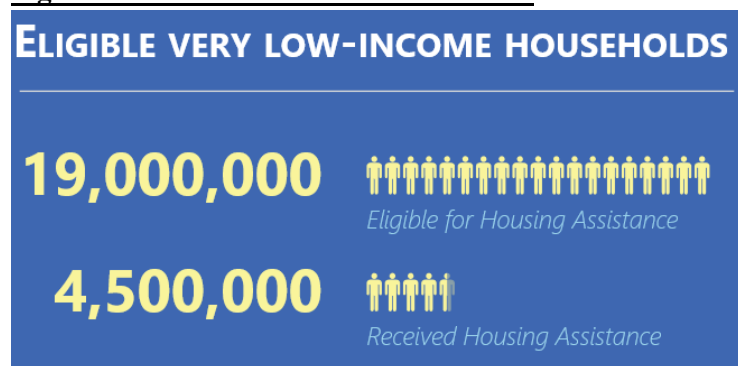 ELIGIBLE VERY LOW-INCOME HOUSEHOLDS
19,000,000
Eligible for Housing Assistance
4,500,000
Received Housing Assistance